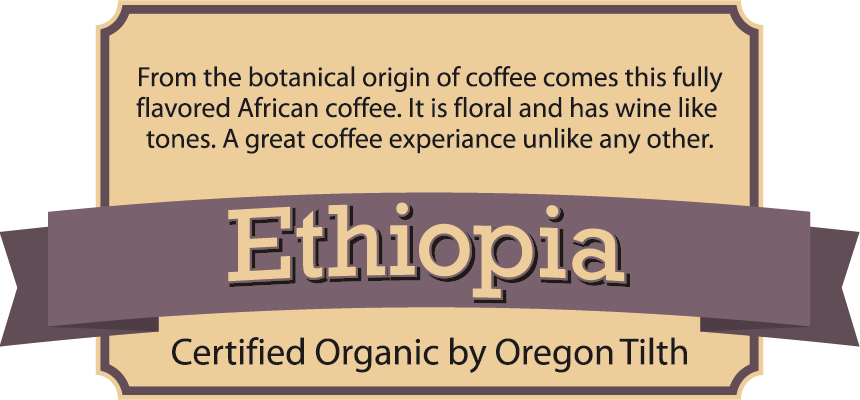 From the botanical origin of coffee comes this fully
flavored African coffee. It is floral and has wine like
tones. A great coffee experiance unlike any other.
Ethiopia
Certified Organic by Oregon Tilth